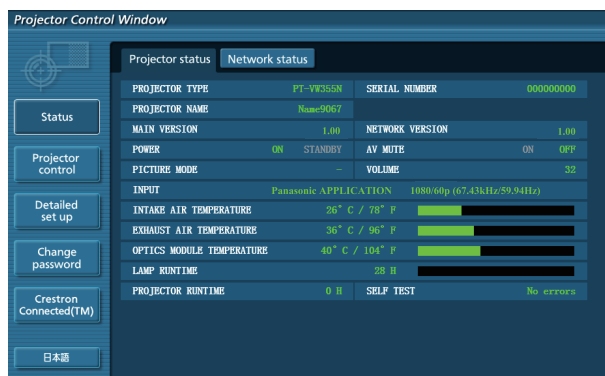 Projector Control Window
Projector status Network status
Status
Projector control
Detailed set up
Change password
Crestron Connected(TM)
日本語
PROJECTOR TYPE PT-VW355N SERIAL NUMBER 000000000
PROJECTOR NAME Name9067
MAIN VERSION 1.00 NETWORK VERSION 1.00
POWER ON STANDBY AV MUTE ON OFF
PICTURE MODE – VOLUME 32
INPUT Panasonic APPLICATION 1080/60p (67.43kHz/59.94Hz)
INTAKE AIR TEMPERATURE 26° C / 78° F
EXHAUST AIR TEMPERATURE 36° C / 96° F
OPTICS MODULE TEMPERATURE 40° C / 104° F
LAMP RUNTIME 28 H
PROJECTOR RUNTIME 0 H SELF TEST No errors